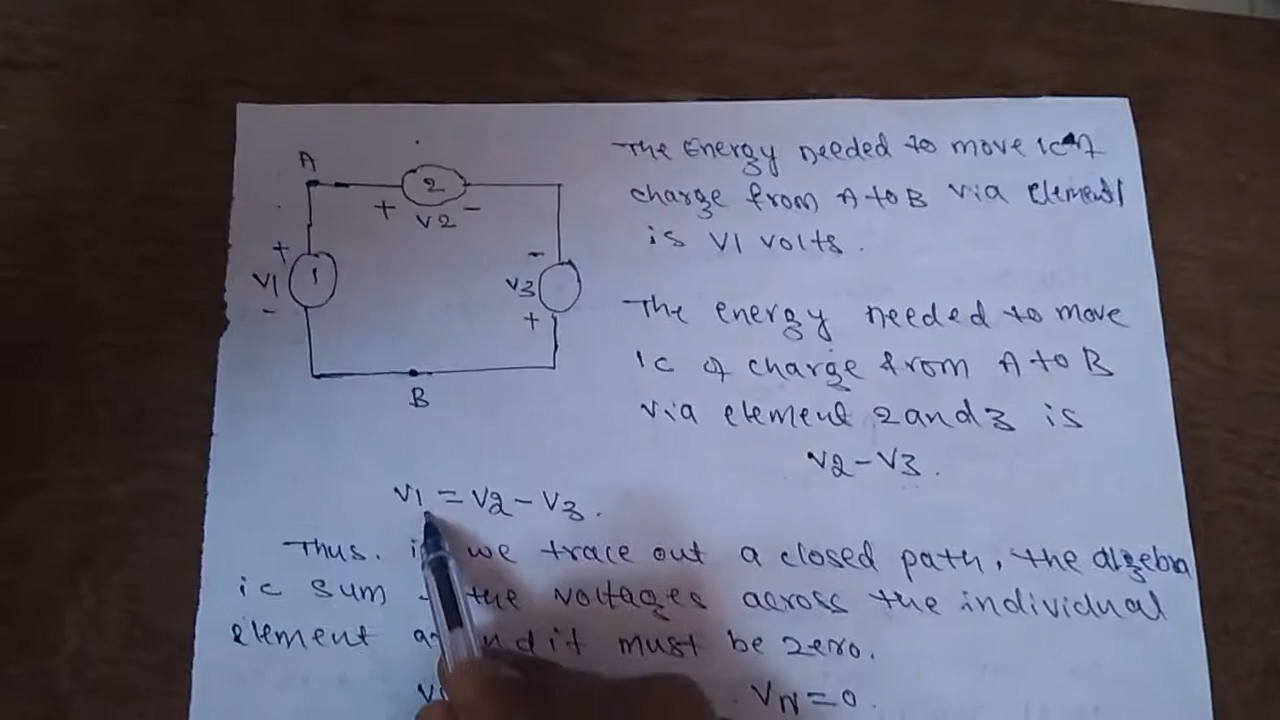 A
2
+ V2 -
+
V1
1
-
-
V3
+
B
The Energy needed to move 1C of
charge from A to B via element 1
is V1 volts.
The energy needed to move
1C of charge from A to B
via element 2 and 3 is
V2-V3.
V1 = V2-V3.
Thus. we trace out a closed path, the algebra
ic sum the voltages across the individual
element must be zero.
VN=0.